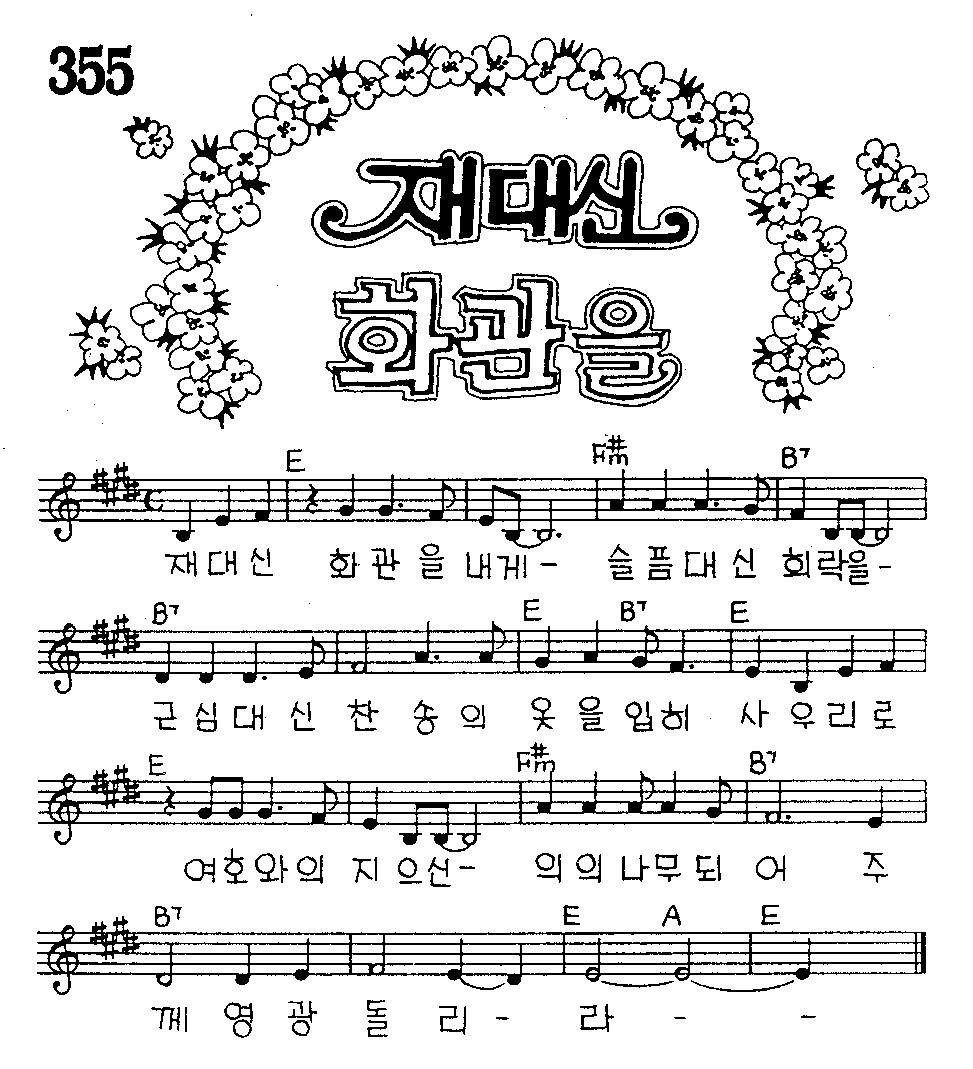 355
재대신
화관을
E F#m B7
재대신 화관을 내게- 슬픔대신 희락을-
B7 E B7 E
근심대신 찬송의 옷을 입히 사 우리로
E F#m B7
여호와의 지으신- 의의나무되어 주
B7 E A E
께 영광 돌리- 라- -